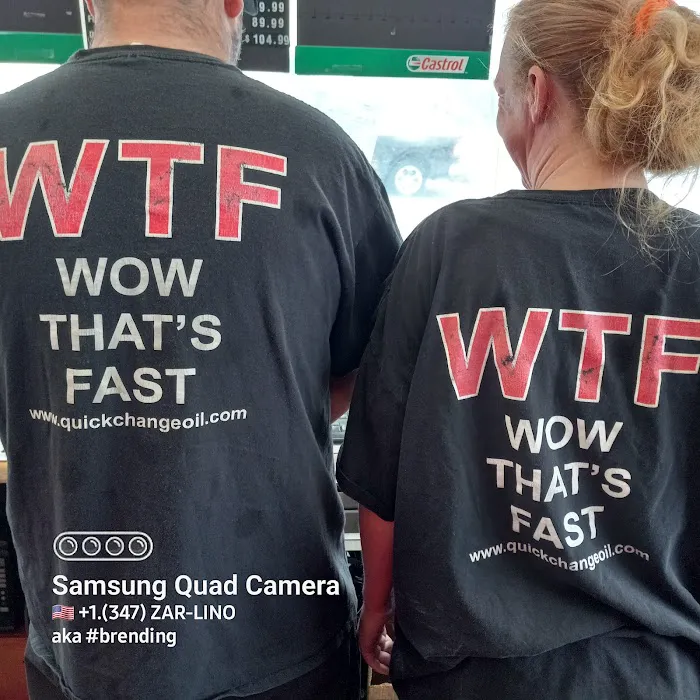 9.99
89.99
$ 104.99
Castrol
WTF
WOW
THAT'S
FAST
www.quickchangeoil.com
WTF
WOW
THAT'S
FAST
www.quickchangeoil.com
Samsung Quad Camera
🇺🇸 +1.(347) ZAR-LINO
aka #brending